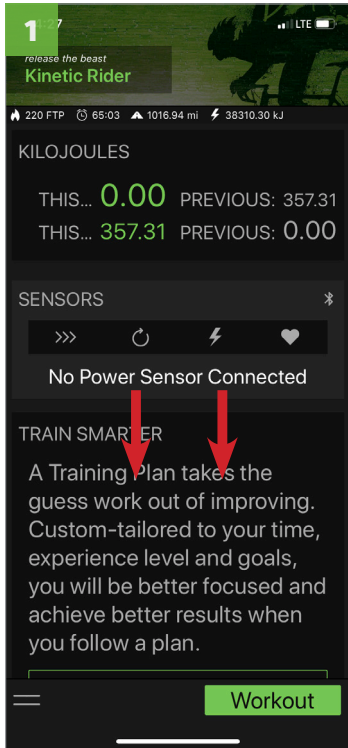 1
:27
LTE
release the beast
Kinetic Rider
220 FTP 65:03 1016.94 mi 38310.30 kJ
KILOJOULES
THIS... 0.00 PREVIOUS: 357.31
THIS... 357.31 PREVIOUS: 0.00
SENSORS
No Power Sensor Connected
TRAIN SMARTER
A Training Plan takes the
guess work out of improving.
Custom-tailored to your time,
experience level and goals,
you will be better focused and
achieve better results when
you follow a plan.
Workout